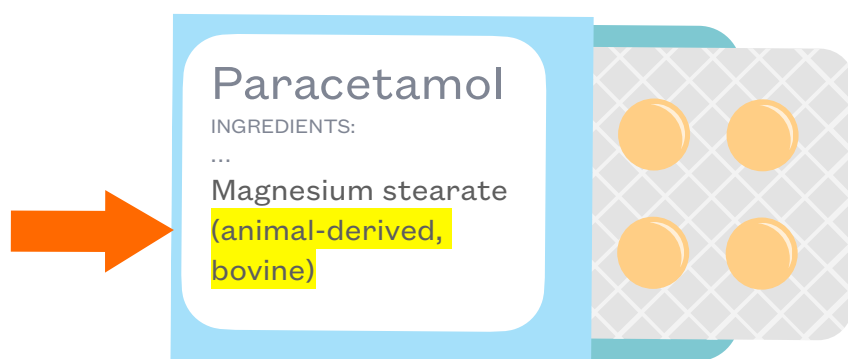 Paracetamol
INGREDIENTS:
...
Magnesium stearate
(animal-derived,
bovine)